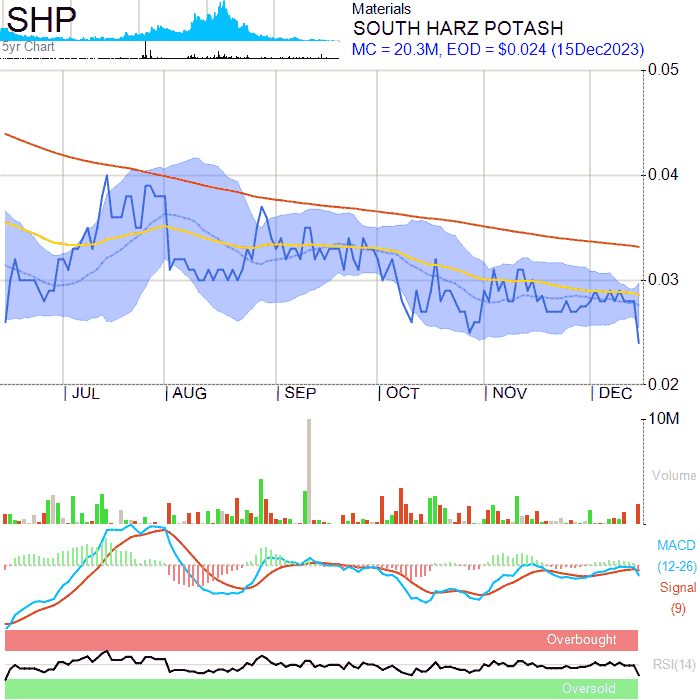 SHP
5yr Chart
Materials
SOUTH HARZ POTASH
MC = 20.3M, EOD = $0.024 (15Dec2023)
0.05
0.04
0.03
0.02
JUL AUG SEP OCT NOV DEC
10M
Volume
MACD
(12-26)
Signal
(9)
Overbought
RSI(14)
Oversold